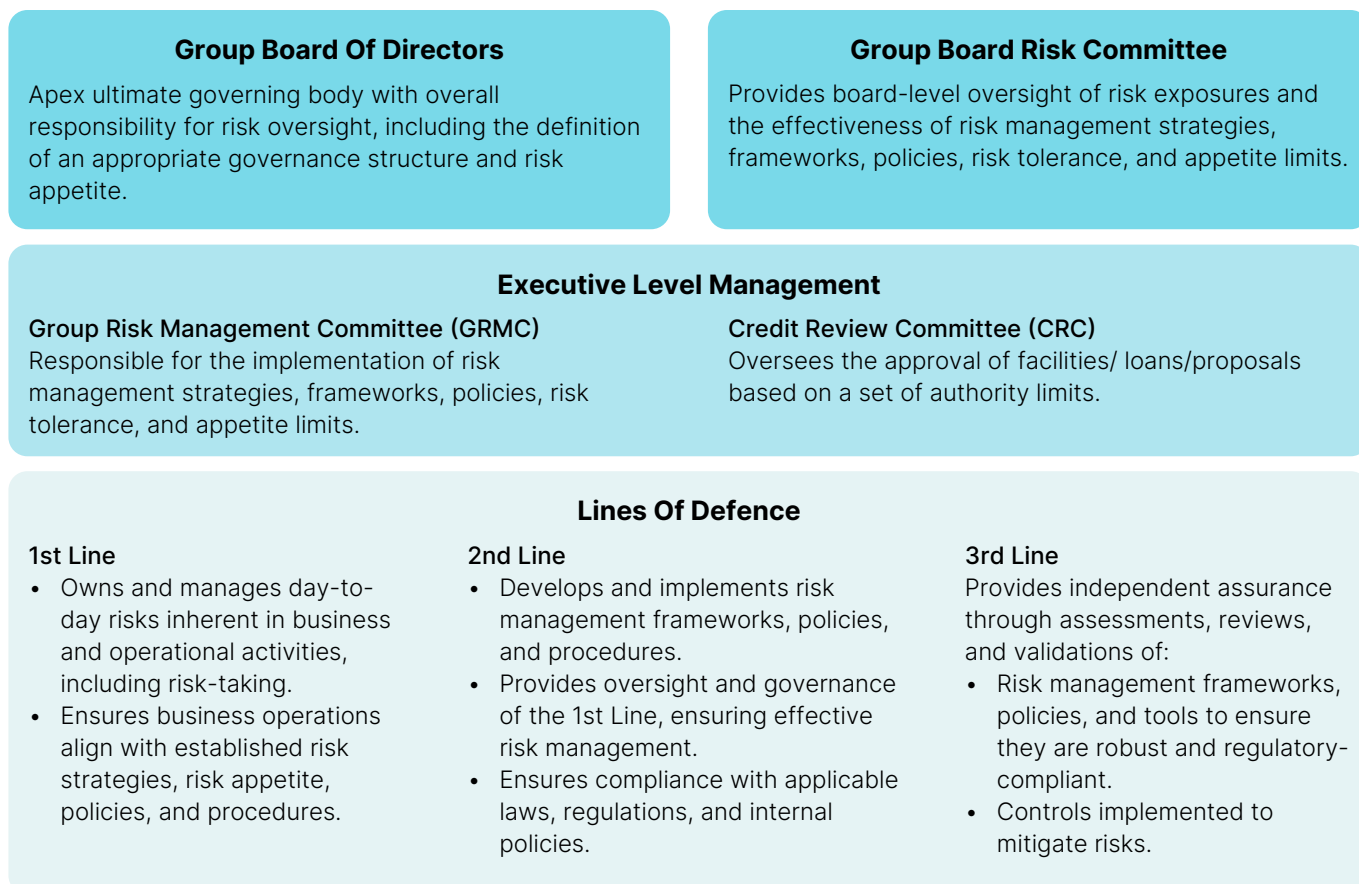 Group Board Of Directors
Apex ultimate governing body with overall
responsibility for risk oversight, including the definition
of an appropriate governance structure and risk
appetite.
Group Board Risk Committee
Provides board-level oversight of risk exposures and
the effectiveness of risk management strategies,
frameworks, policies, risk tolerance, and appetite limits.
Executive Level Management
Group Risk Management Committee (GRMC)
Responsible for the implementation of risk
management strategies, frameworks, policies, risk
tolerance, and appetite limits.
Credit Review Committee (CRC)
Oversees the approval of facilities/ loans/proposals
based on a set of authority limits.
Lines Of Defence
1st Line
• Owns and manages day-to-
day risks inherent in business
and operational activities,
including risk-taking.
• Ensures business operations
align with established risk
strategies, risk appetite,
policies, and procedures.
2nd Line
• Develops and implements risk
management frameworks, policies,
and procedures.
• Provides oversight and governance
of the 1st Line, ensuring effective
risk management.
• Ensures compliance with applicable
laws, regulations, and internal
policies.
3rd Line
Provides independent assurance
through assessments, reviews,
and validations of:
• Risk management frameworks,
policies, and tools to ensure
they are robust and regulatory-
compliant.
• Controls implemented to
mitigate risks.